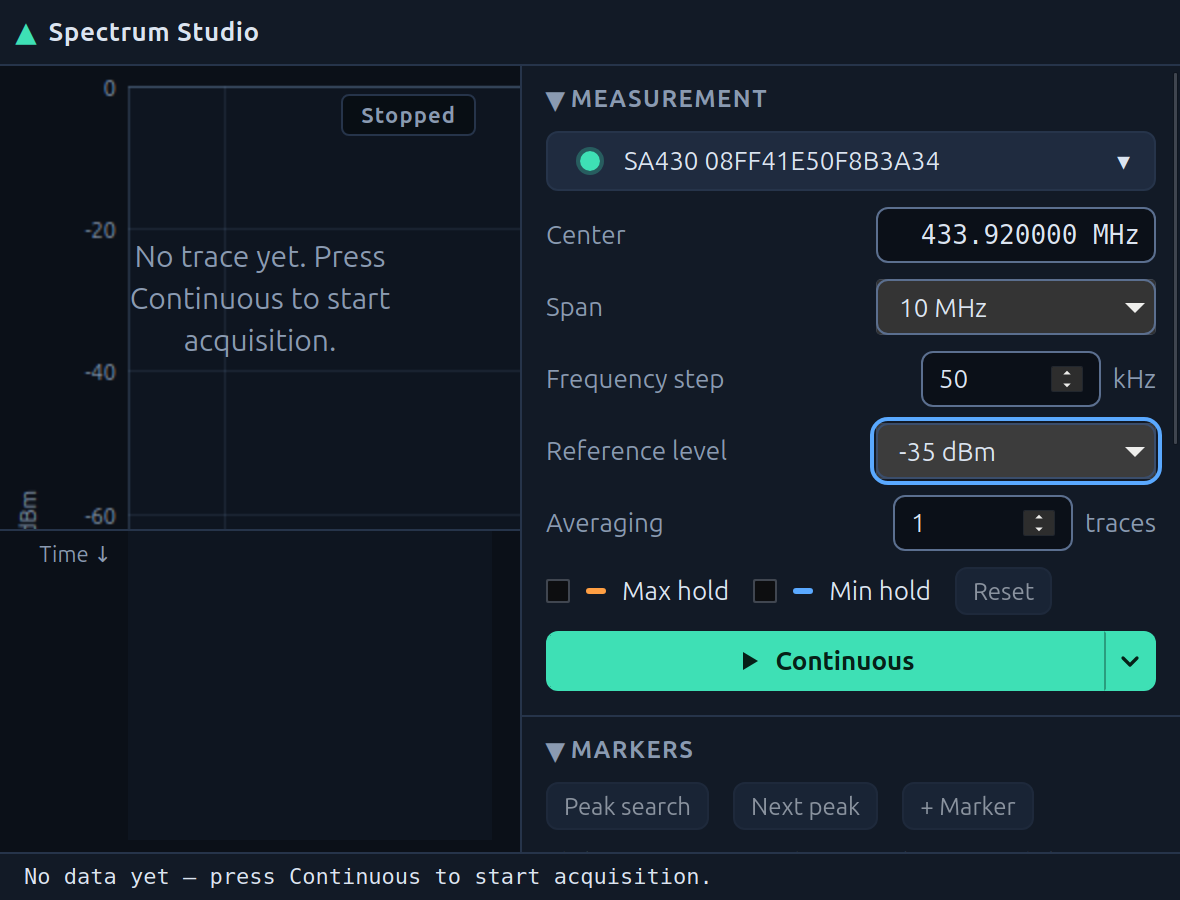 Spectrum Studio
0
Stopped
-20
No trace yet. Press
Continuous to start
acquisition.
-40
dBm
-60
Time ↓
▼ MEASUREMENT
SA430 08FF41E50F8B3A34 ▼
Center 433.920000 MHz
Span 10 MHz
Frequency step 50 kHz
Reference level -35 dBm
Averaging 1 traces
Max hold Min hold Reset
Continuous
▼ MARKERS
Peak search Next peak + Marker
No data yet — press Continuous to start acquisition.